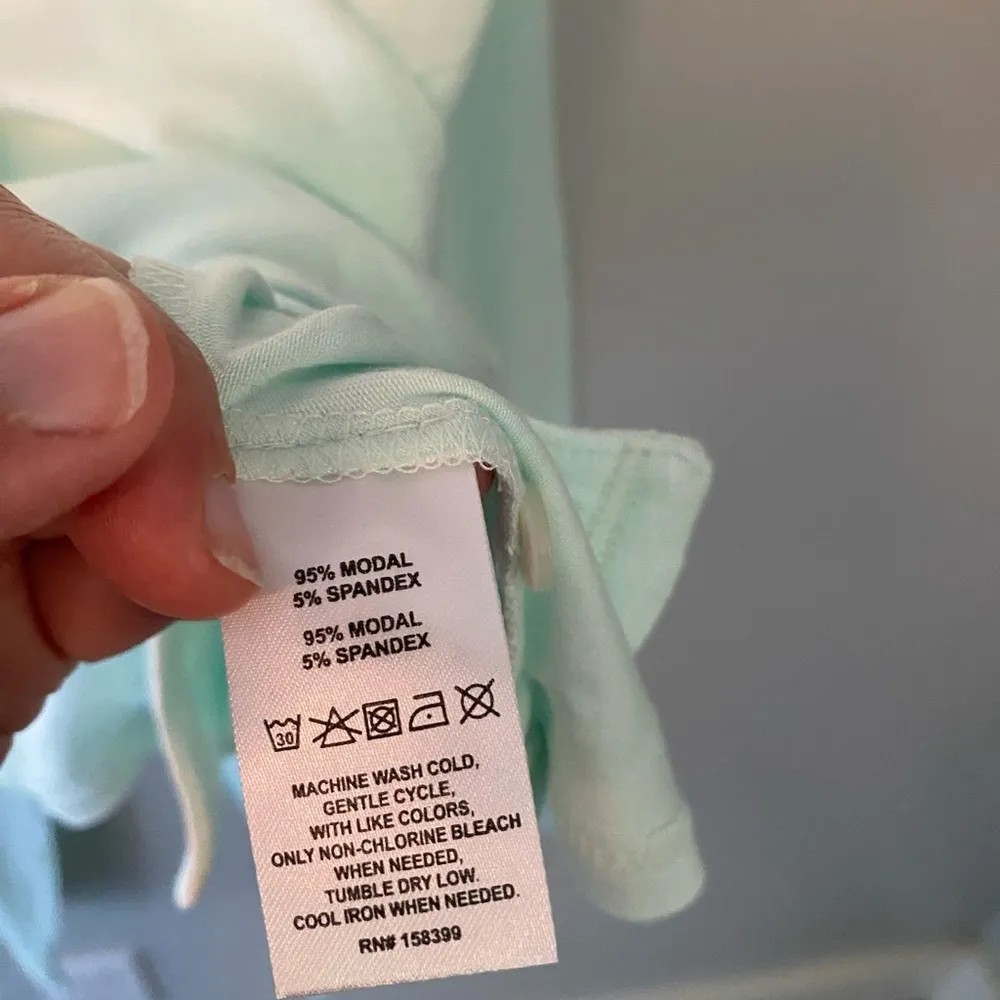 95% MODAL
5% SPANDEX
95% MODAL
5% SPANDEX
30
MACHINE WASH COLD,
GENTLE CYCLE,
WITH LIKE COLORS,
ONLY NON-CHLORINE BLEACH
WHEN NEEDED,
TUMBLE DRY LOW.
COOL IRON WHEN NEEDED.
RN# 158399